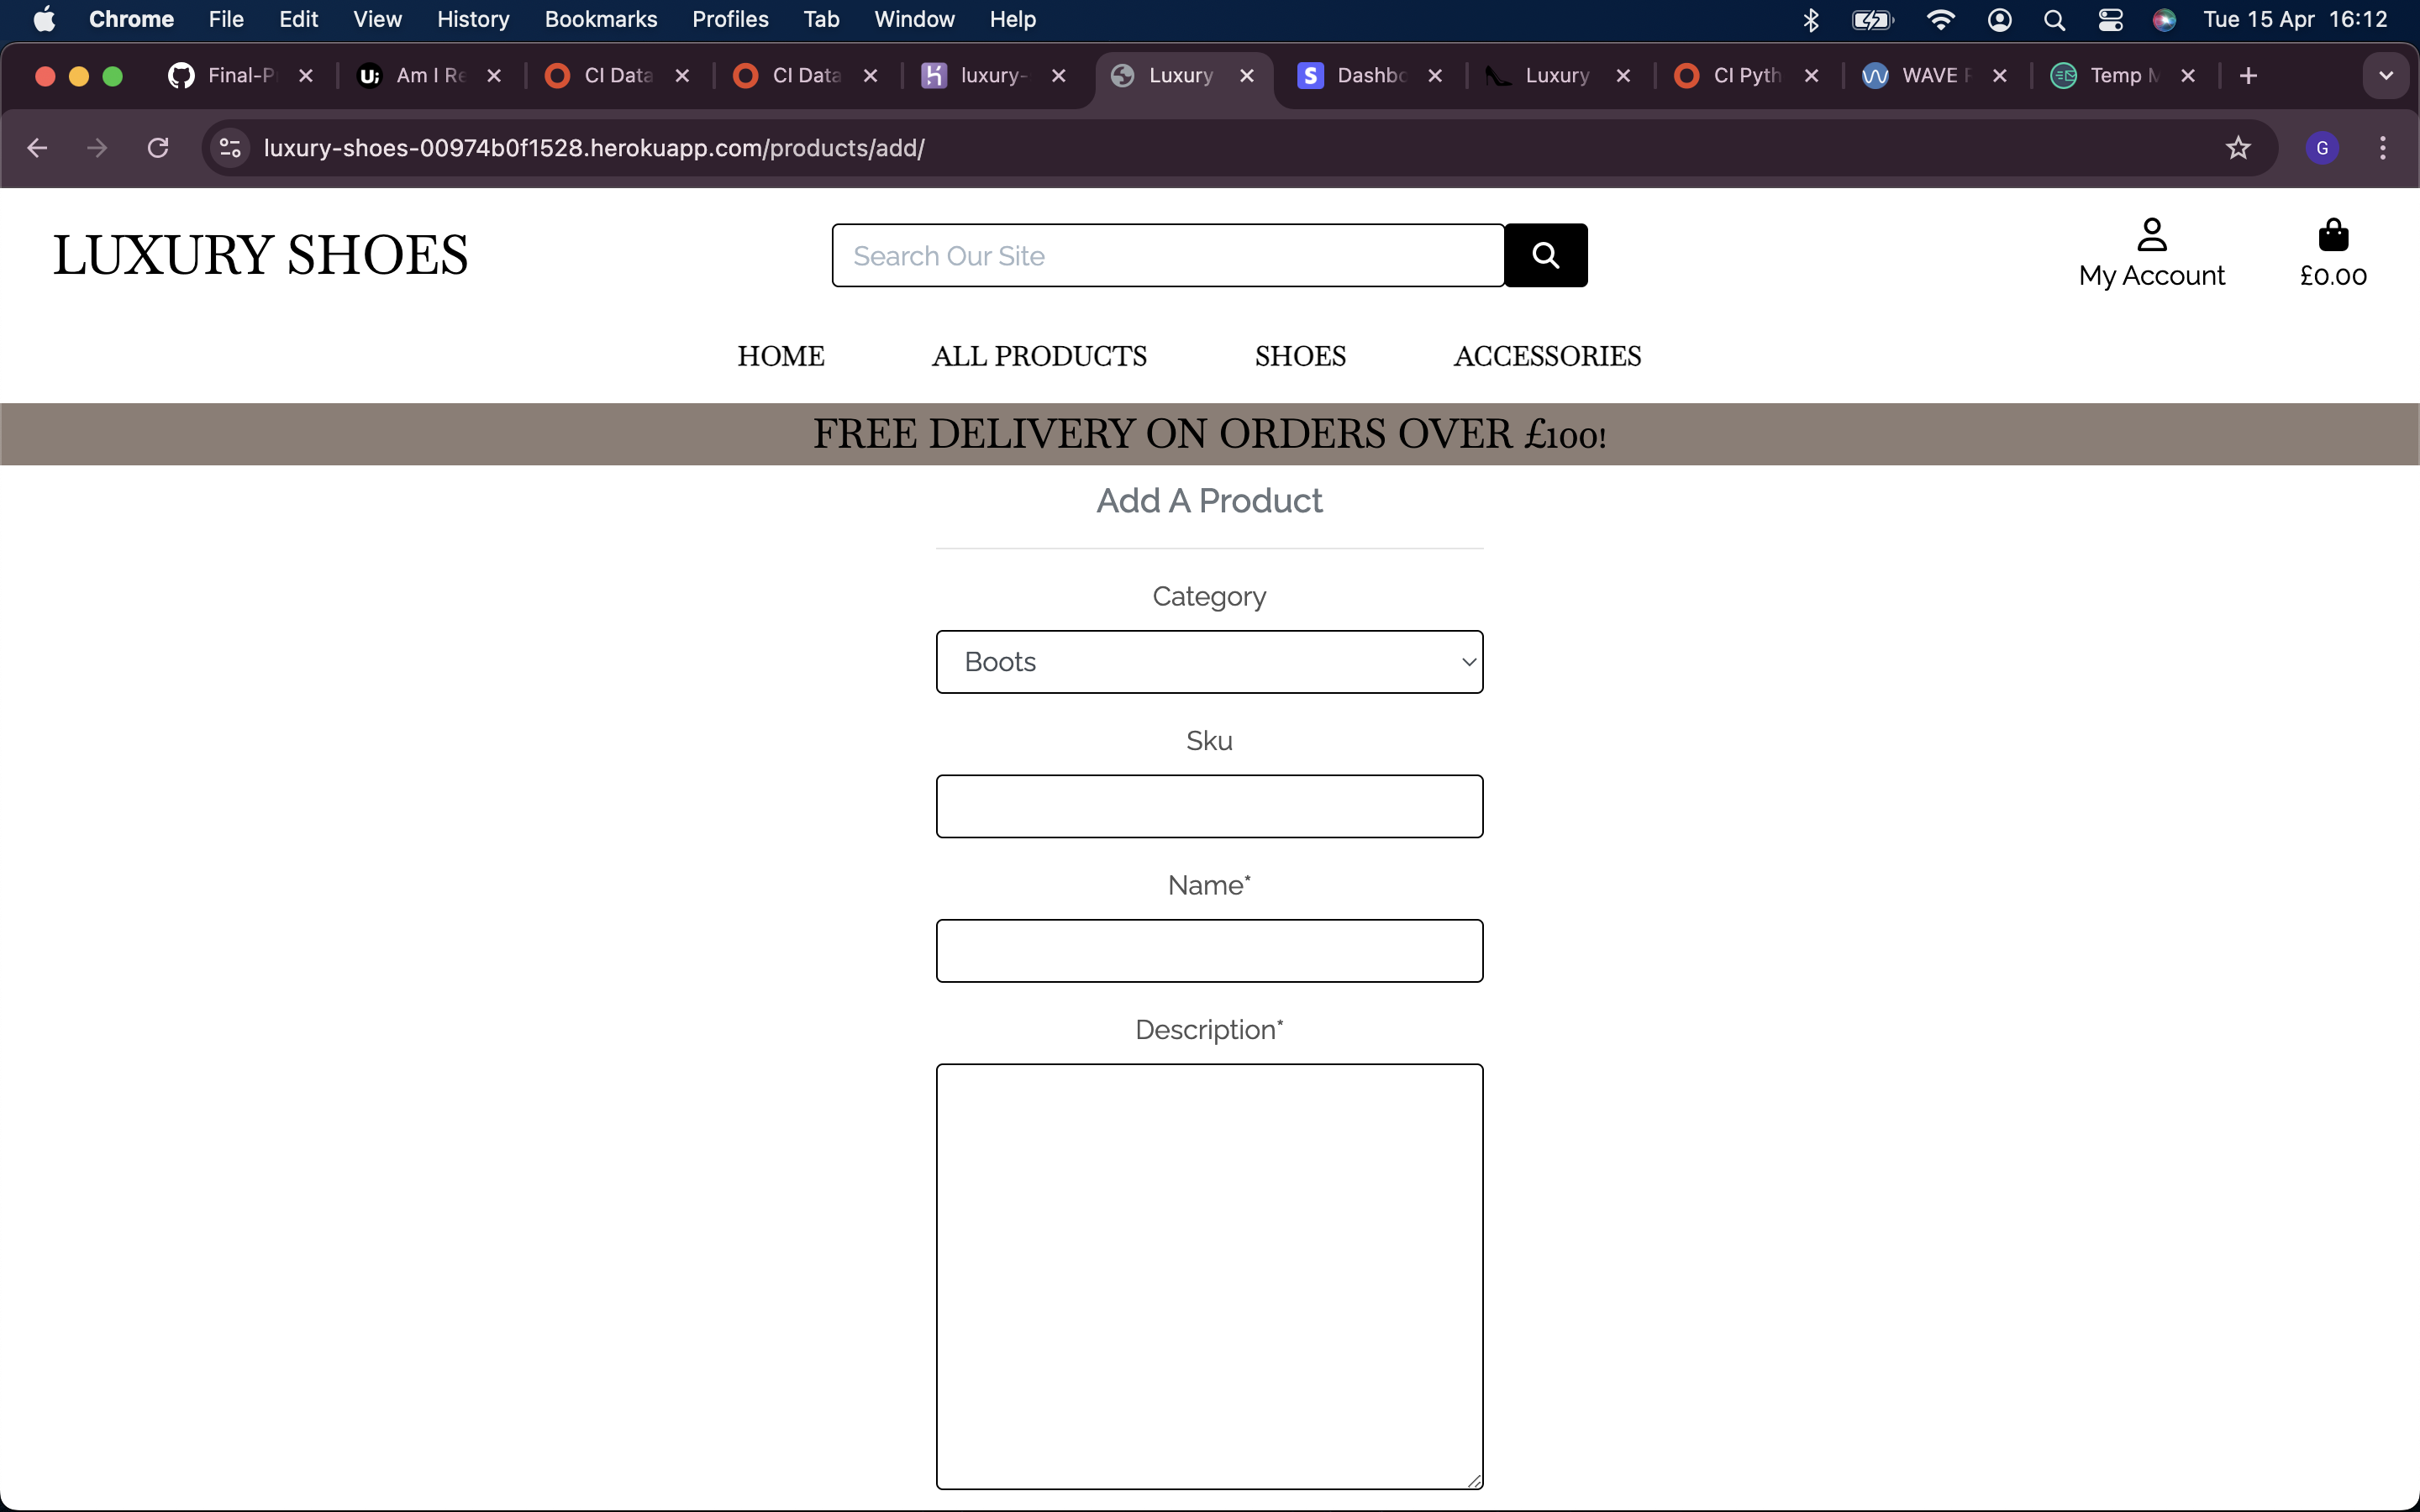 Chrome File Edit View History Bookmarks Profiles Tab Window Help Tue 15 Apr 16:12
Final-P Am I Re CI Data CI Data luxury- Luxury Dashbo Luxury CI Pyth WAVE Temp
luxury-shoes-00974b0f1528.herokuapp.com/products/add/
G
LUXURY SHOES
Search Our Site
My Account
£0.00
HOME ALL PRODUCTS SHOES ACCESSORIES
FREE DELIVERY ON ORDERS OVER £100!
Add A Product
Category
Boots
Sku
Name*
Description*